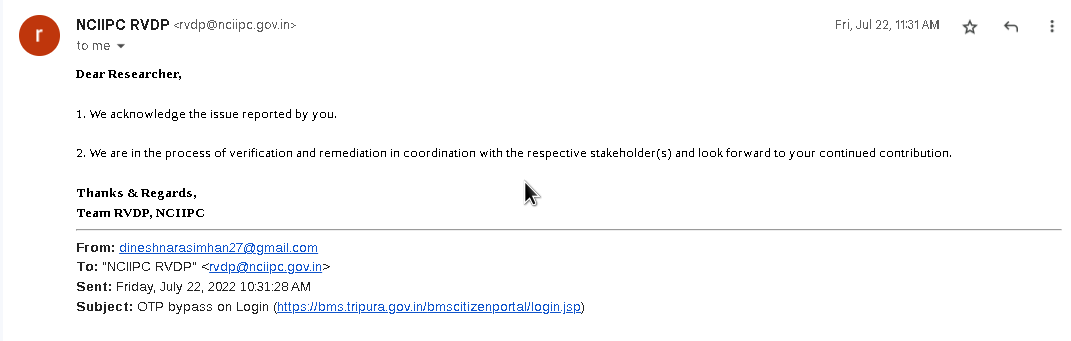 r
NCIIPC RVDP <rvdp@nciipc.gov.in>
Fri, Jul 22, 11:31 AM
to me
Dear Researcher,
1. We acknowledge the issue reported by you.
2. We are in the process of verification and remediation in coordination with the respective stakeholder(s) and look forward to your continued contribution.
Thanks & Regards,
Team RVDP, NCIIPC
From: dineshnarasimhan27@gmail.com
To: "NCIIPC RVDP" <rvdp@nciipc.gov.in>
Sent: Friday, July 22, 2022 10:31:28 AM
Subject: OTP bypass on Login (https://bms.tripura.gov.in/bmscitizenportal/login.jsp)